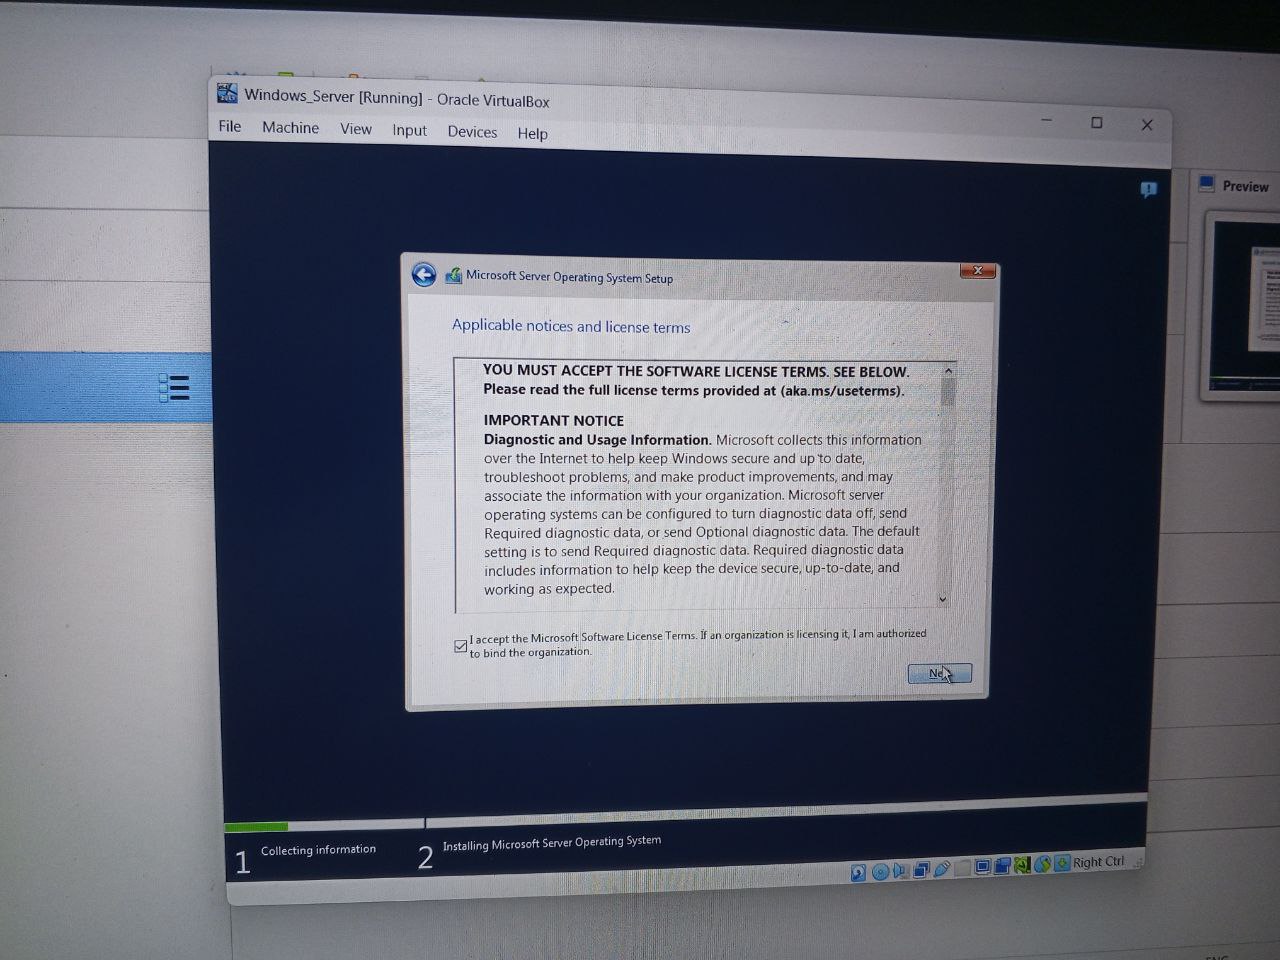 Windows_Server [Running] - Oracle VirtualBox
File Machine View Input Devices Help
Preview
Microsoft Server Operating System Setup
Applicable notices and license terms
YOU MUST ACCEPT THE SOFTWARE LICENSE TERMS. SEE BELOW.
Please read the full license terms provided at (aka.ms/useterms).
IMPORTANT NOTICE
Diagnostic and Usage Information. Microsoft collects this information
over the Internet to help keep Windows secure and up to date,
troubleshoot problems, and make product improvements, and may
associate the information with your organization. Microsoft server
operating systems can be configured to turn diagnostic data off, send
Required diagnostic data, or send Optional diagnostic data. The default
setting is to send Required diagnostic data. Required diagnostic data
includes information to help keep the device secure, up-to-date, and
working as expected.
I accept the Microsoft Software License Terms. If an organization is licensing it, I am authorized
to bind the organization.
1 Collecting information
2 Installing Microsoft Server Operating System
Right Ctrl